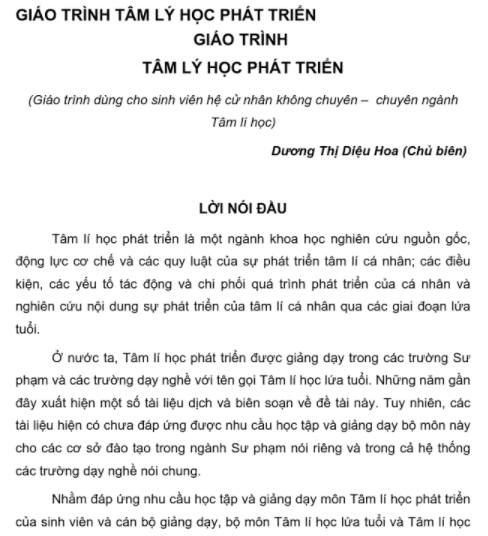 GIÁO TRÌNH TÂM LÝ HỌC PHÁT TRIỂN
GIÁO TRÌNH
TÂM LÝ HỌC PHÁT TRIỂN
(Giáo trình dùng cho sinh viên hệ cử nhân không chuyên – chuyên ngành
Tâm lí học)
Dương Thị Diệu Hoa (Chủ biên)
LỜI NÓI ĐẦU
Tâm lí học phát triển là một ngành khoa học nghiên cứu nguồn gốc,
động lực cơ chế và các quy luật của sự phát triển tâm lí cá nhân; các điều
kiện, các yếu tố tác động và chi phối quá trình phát triển của cá nhân và
nghiên cứu nội dung sự phát triển của tâm lí cá nhân qua các giai đoạn lứa
tuổi.
Ở nước ta, Tâm lí học phát triển được giảng dạy trong các trường Sư
phạm và các trường dạy nghề với tên gọi Tâm lí học lứa tuổi. Những năm gần
đây xuất hiện một số tài liệu dịch và biên soạn về đề tài này. Tuy nhiên, các
tài liệu hiện có chưa đáp ứng được nhu cầu học tập và giảng dạy bộ môn này
cho các cơ sở đào tạo trong ngành Sư phạm nói riêng và trong cả hệ thống
các trường dạy nghề nói chung.
Nhằm đáp ứng nhu cầu học tập và giảng dạy môn Tâm lí học phát triển
của sinh viên và cán bộ giảng dạy, bộ môn Tâm lí học lứa tuổi và Tâm lí học